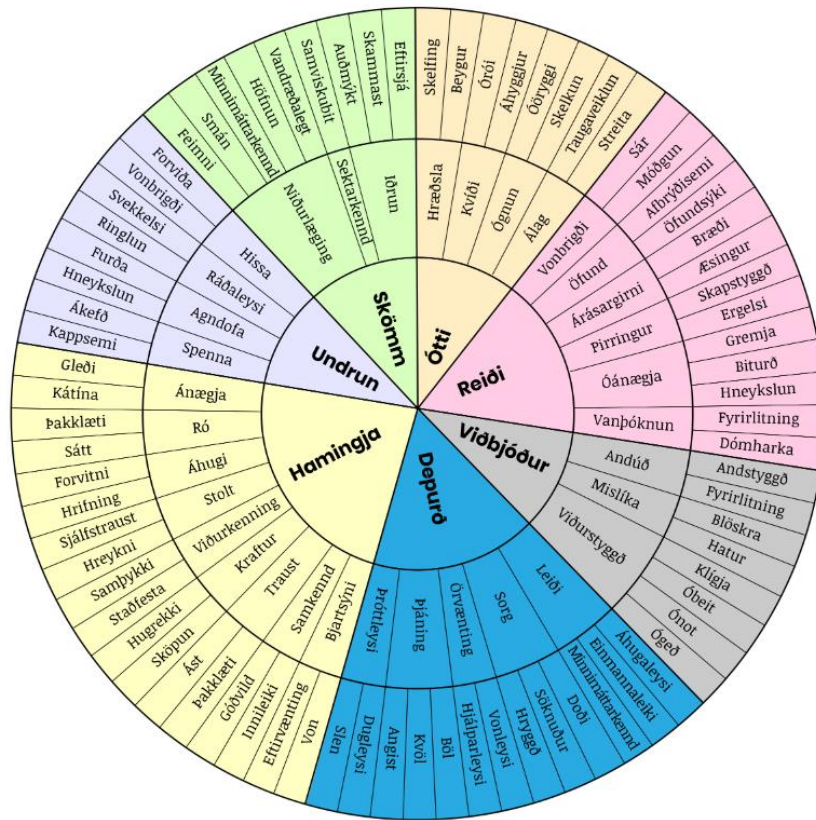 Ótti
Hræðsla
Kvíði
Ógnun
Álag
Skelfing
Beygur
Órói
Áhyggjur
Óöryggi
Skelkun
Taugaveiklun
Streita
Reiði
Vonbrigði
Öfund
Árásargirni
Pirringur
Óánægja
Vanþóknun
Sár
Móðgun
Afbrýðisemi
Öfundsýki
Bræði
Æsingur
Skapstyggð
Ergelsi
Gremja
Biturð
Hneykslun
Fyrirlitning
Dómharka
Viðbjóður
Andúð
Mislíka
Viðurstyggð
Andstyggð
Fyrirlitning
Blöskra
Hatur
Klígja
Óbeit
Ónot
Ógeð
Depurð
Leiði
Sorg
Örvænting
Þjáning
Þróttleysi
Áhugaleysi
Einmannaleiki
Minnimáttarkennd
Doði
Söknuður
Hryggð
Vonleysi
Hjálparleysi
Böl
Kvöl
Angist
Dugleysi
Slen
Hamingja
Ánægja
Ró
Áhugi
Stolt
Viðurkenning
Kraftur
Traust
Samkennd
Bjartsýni
Gleði
Kátína
Þakklæti
Sátt
Forvitni
Hrifning
Sjálfstraust
Hreykni
Samþykki
Staðfesta
Hugrekki
Sköpun
Ást
Þakklæti
Góðvild
Innileiki
Eftirvænting
Von
Undrun
Hissa
Ráðaleysi
Agndofa
Spenna
Forviða
Vonbrigði
Svekkelsi
Ringlun
Furða
Hneykslun
Ákefð
Kappsemi
Skömm
Niðurlæging
Sektarkennd
Iðrun
Feimni
Smán
Minnimáttarkennd
Höfnun
Vandræðalegt
Samviskubit
Auðmýkt
Skammast
Eftirsjá